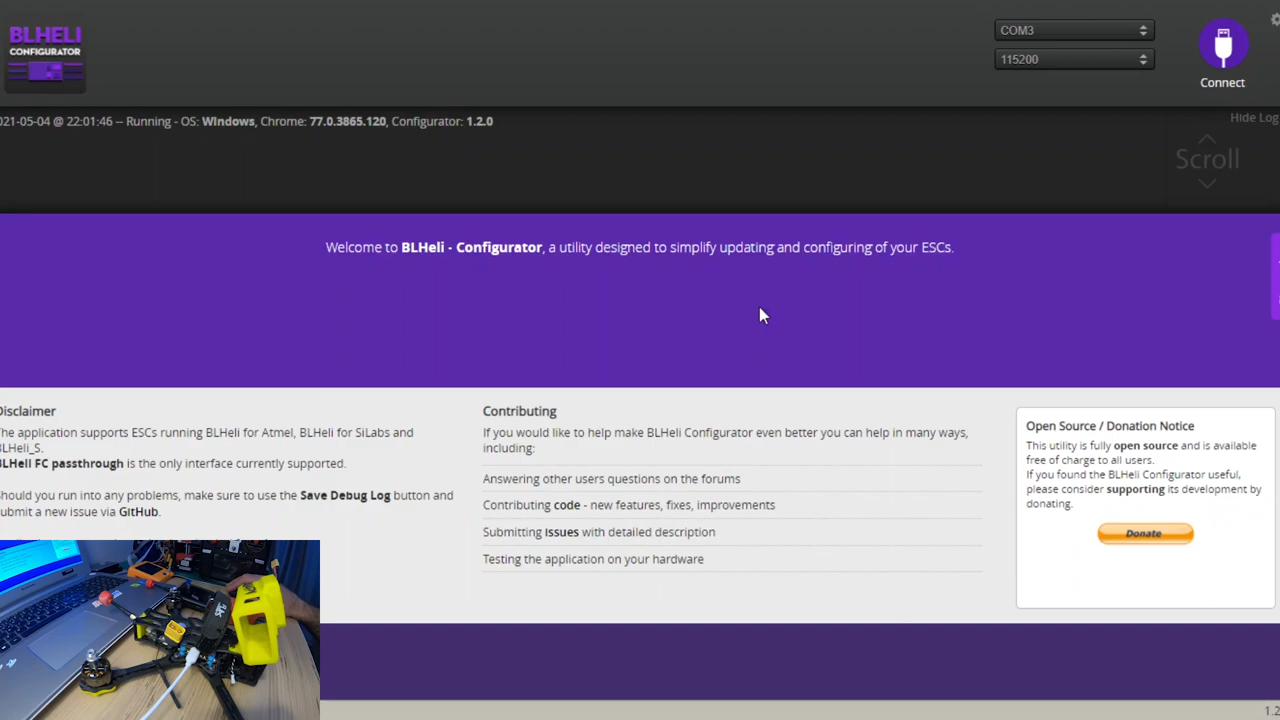 BLHELI
CONFIGURATOR
COM3
115200
Connect
021-05-04 @ 22:01:46 -- Running - OS: Windows, Chrome: 77.0.3865.120, Configurator: 1.2.0
Hide Log
Scroll
Welcome to BLHeli - Configurator, a utility designed to simplify updating and configuring of your ESCs.
Disclaimer
The application supports ESCs running BLHeli for Atmel, BLHeli for SiLabs and
BLHeli_S.
BLHeli FC passthrough is the only interface currently supported.
Should you run into any problems, make sure to use the Save Debug Log button and
submit a new issue via GitHub.
Contributing
If you would like to help make BLHeli Configurator even better you can help in many ways,
including:
Answering other users questions on the forums
Contributing code - new features, fixes, improvements
Submitting issues with detailed description
Testing the application on your hardware
Open Source / Donation Notice
This utility is fully open source and is available
free of charge to all users.
If you found the BLHeli Configurator useful,
please consider supporting its development by
donating.
Donate
1.2